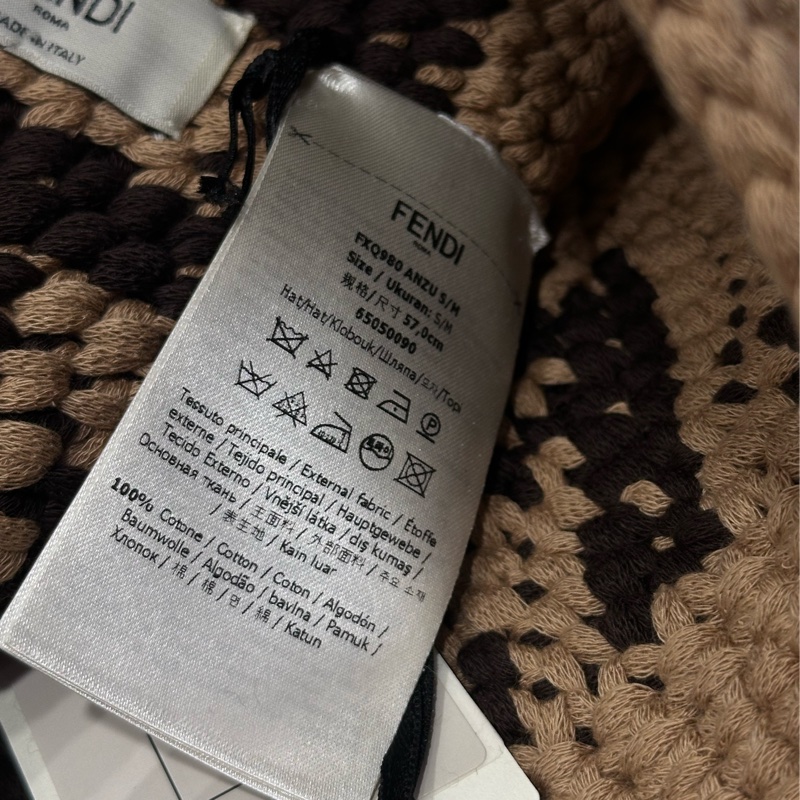 FENDI
ROMA
MADE IN ITALY
FENDI
ROMA
FXQ980 ANZU S/M
Size / Ukuran: S/M
规格/尺寸 57,0cm
65050090
Hat/Hat/Klobouk/Шляпа/모자/Topi
P
Tessuto principale / External fabric / Étoffe
externe / Tejido principal / Hauptgewebe /
Tecido Externo / Vnější látka / dış kumaş /
Основная ткань / 主面料 / 外部面料 / 주요 소재
/ 表生地 / Kain luar
100% Cotone / Cotton / Coton / Algodón /
Baumwolle / Algodão / bavlna / Pamuk /
Хлопок / 棉 / 棉 / 면 / 綿 / Katun